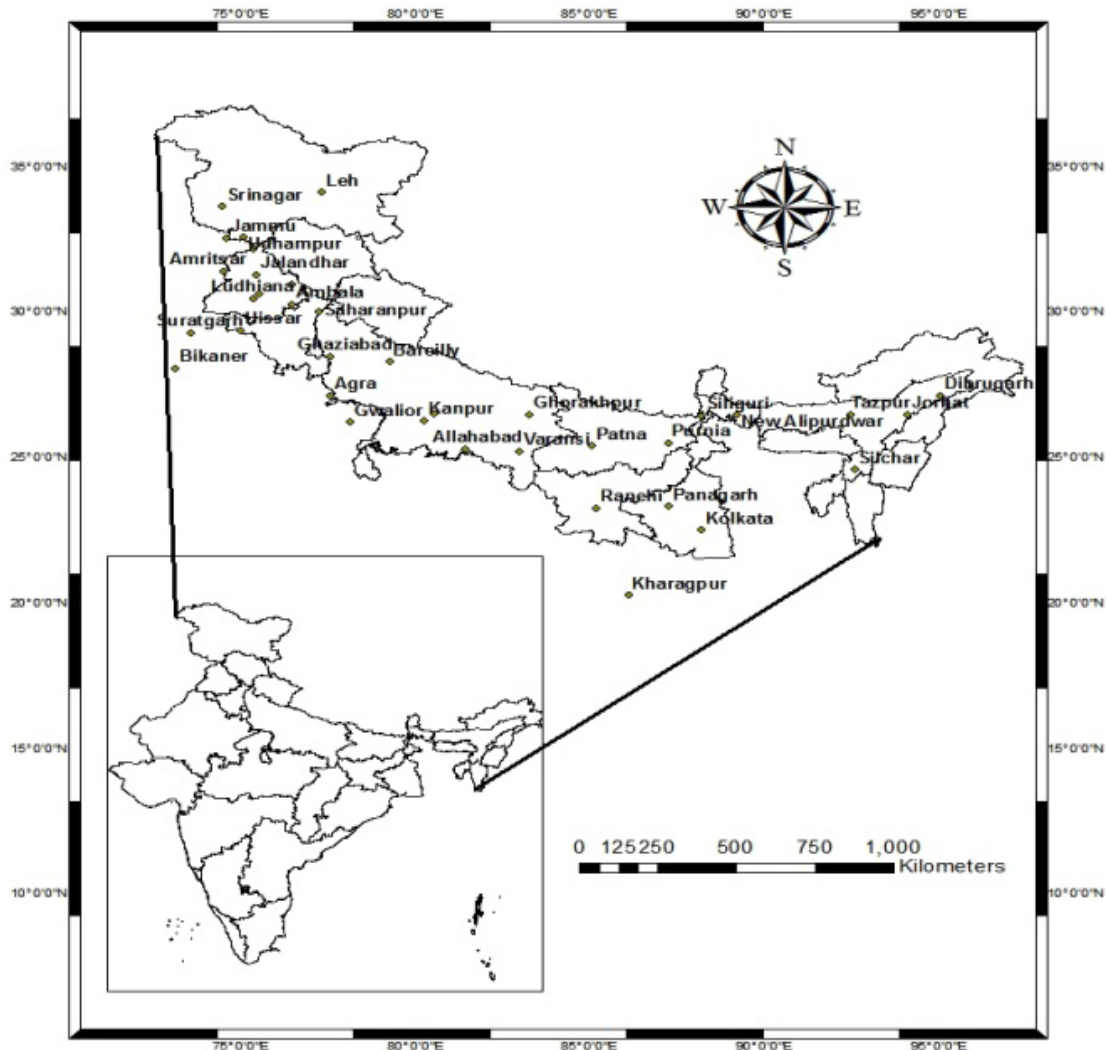 75°0'0"E 80°0'0"E 85°0'0"E 90°0'0"E 95°0'0"E
N
35°0'0"N 35°0'0"N
Leh
Srinagar
W E
Jammu
Udhampur
S
Amritsar Jalandhar
Ludhiana Ambala
30°0'0"N 30°0'0"N
Suratgarh Hissar Saharanpur
Ghaziabad Bareilly
Bikaner
Agra Dibrugarh
Gwalior Kanpur Ghorakhpur Siliguri Tazpur Jorhat
New Alipurdwar
Allahabad Varansi Patna Purnia
25°0'0"N Silchar 25°0'0"N
Ranchi Panagarh
Kolkata
20°0'0"N Kharagpur 20°0'0"N
15°0'0"N 15°0'0"N
0 125 250 500 750 1,000
Kilometers
10°0'0"N 10°0'0"N
75°0'0"E 80°0'0"E 85°0'0"E 90°0'0"E 95°0'0"E